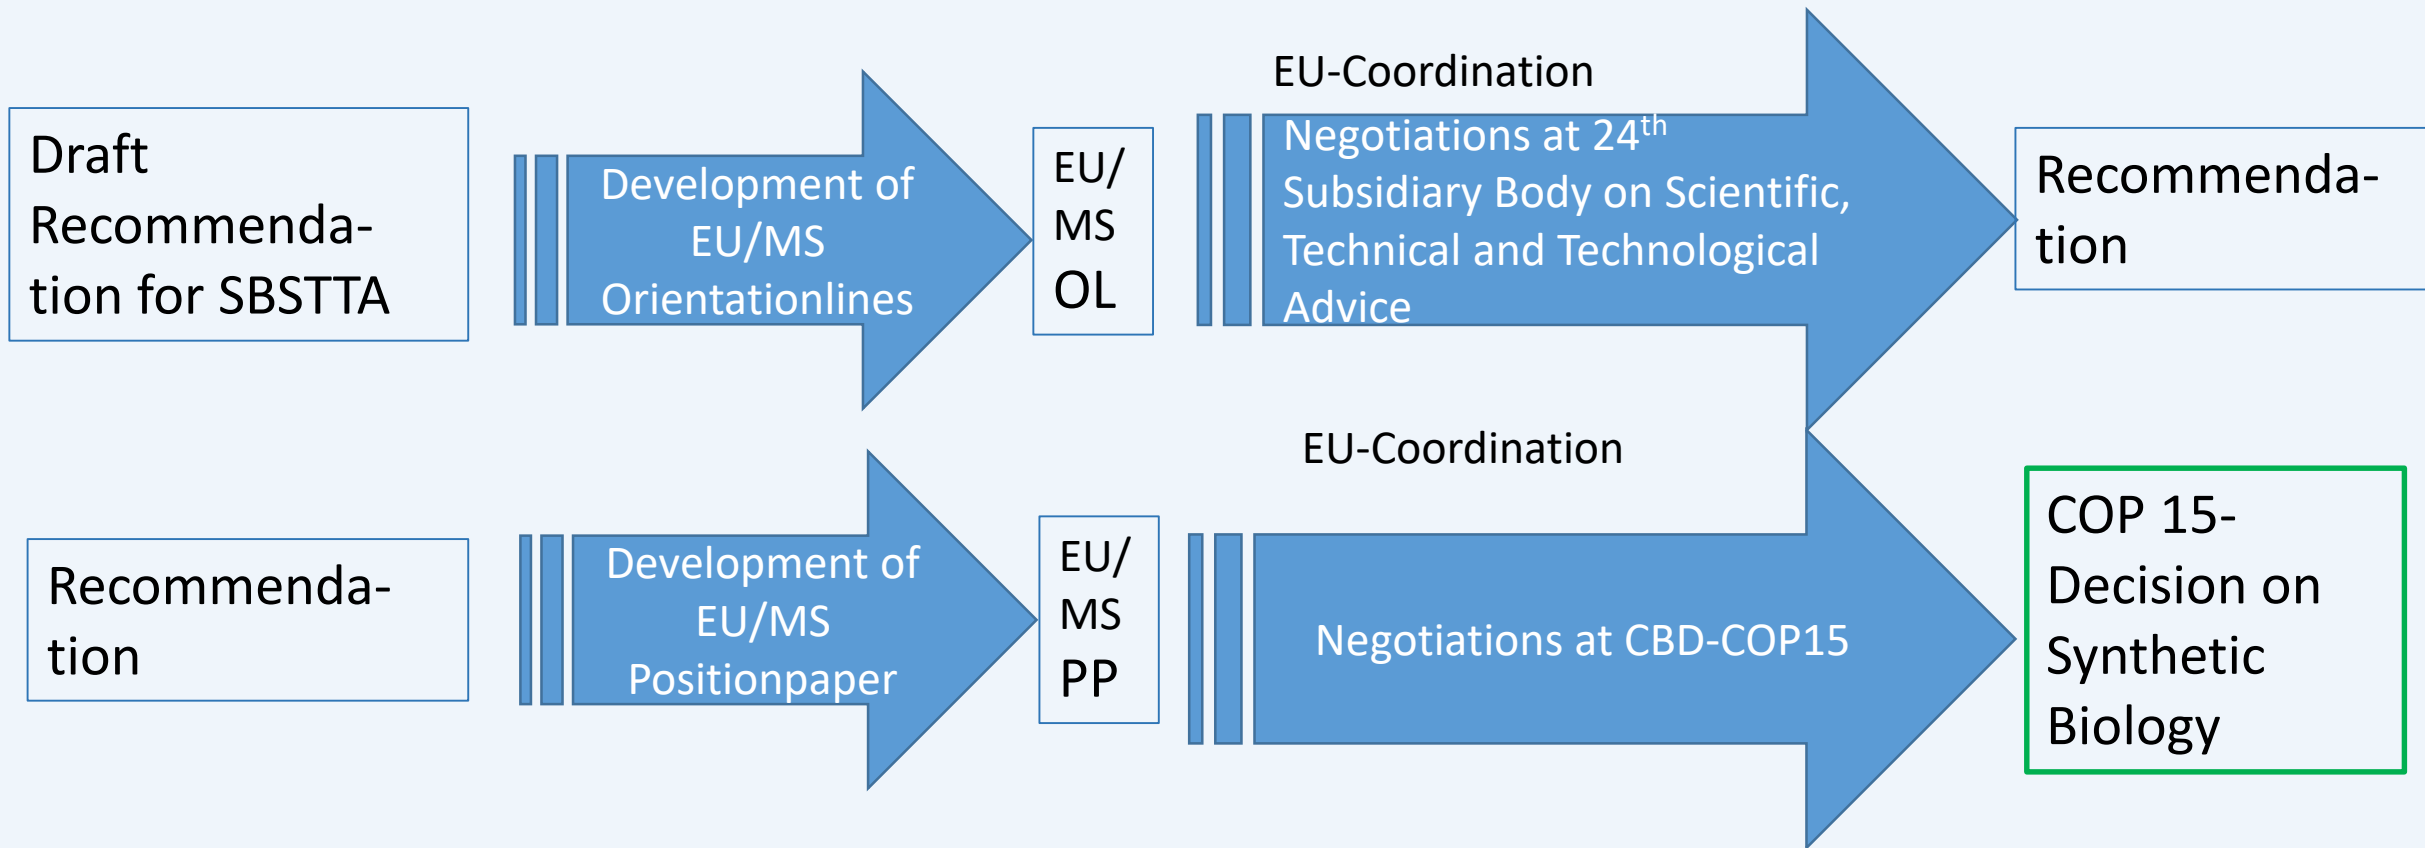 Draft
Recommenda-
tion for SBSTTA
Development of
EU/MS
Orientationlines
EU/
MS
OL
EU-Coordination
Negotiations at 24th
Subsidiary Body on Scientific,
Technical and Technological
Advice
Recommenda-
tion
Recommenda-
tion
Development of
EU/MS
Positionpaper
EU/
MS
PP
EU-Coordination
Negotiations at CBD-COP15
COP 15-
Decision on
Synthetic
Biology